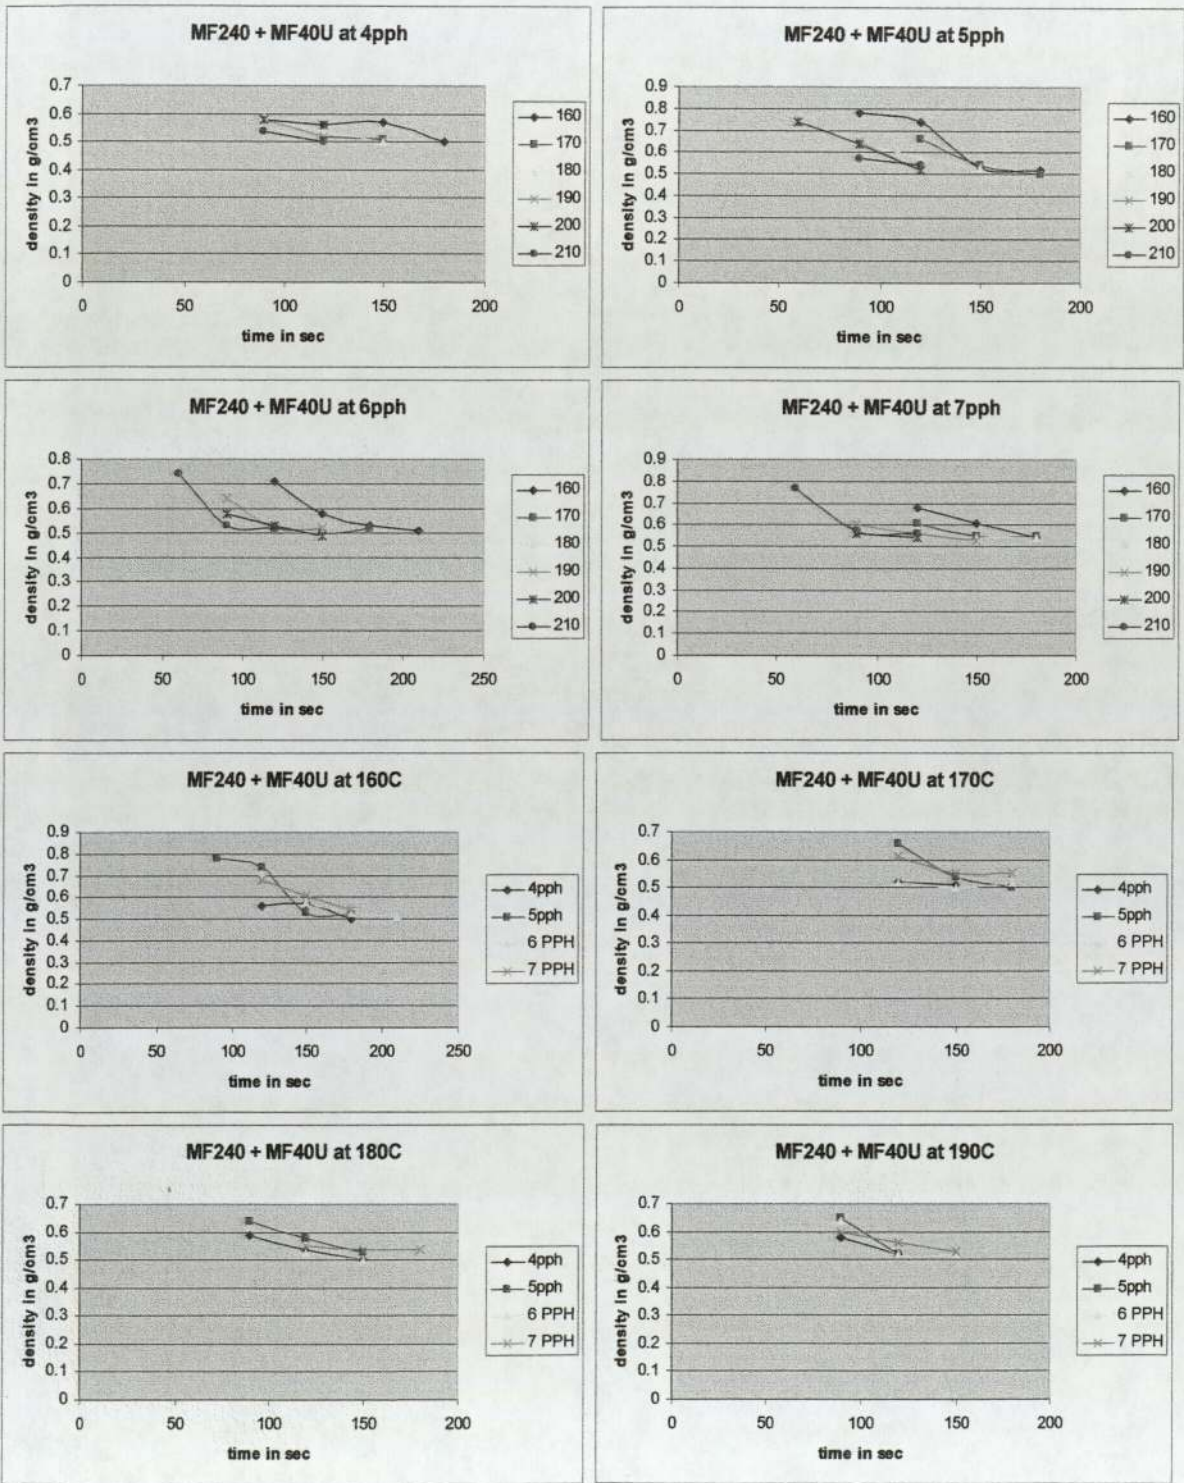 MF240 + MF40U at 4pph
density in g/cm3
0.7
0.6
0.5
0.4
0.3
0.2
0.1
0
0 50 100 150 200
time in sec
160
170
180
190
200
210
MF240 + MF40U at 5pph
density in g/cm3
0.9
0.8
0.7
0.6
0.5
0.4
0.3
0.2
0.1
0
0 50 100 150 200
time in sec
160
170
180
190
200
210
MF240 + MF40U at 6pph
density in g/cm3
0.8
0.7
0.6
0.5
0.4
0.3
0.2
0.1
0
0 50 100 150 200 250
time in sec
160
170
180
190
200
210
MF240 + MF40U at 7pph
density in g/cm3
0.9
0.8
0.7
0.6
0.5
0.4
0.3
0.2
0.1
0
0 50 100 150 200
time in sec
160
170
180
190
200
210
MF240 + MF40U at 160C
density in g/cm3
0.9
0.8
0.7
0.6
0.5
0.4
0.3
0.2
0.1
0
0 50 100 150 200 250
time in sec
4pph
5pph
6 PPH
7 PPH
MF240 + MF40U at 170C
density in g/cm3
0.7
0.6
0.5
0.4
0.3
0.2
0.1
0
0 50 100 150 200
time in sec
4pph
5pph
6 PPH
7 PPH
MF240 + MF40U at 180C
density in g/cm3
0.7
0.6
0.5
0.4
0.3
0.2
0.1
0
0 50 100 150 200
time in sec
4pph
5pph
6 PPH
7 PPH
MF240 + MF40U at 190C
density in g/cm3
0.7
0.6
0.5
0.4
0.3
0.2
0.1
0
0 50 100 150 200
time in sec
4pph
5pph
6 PPH
7 PPH